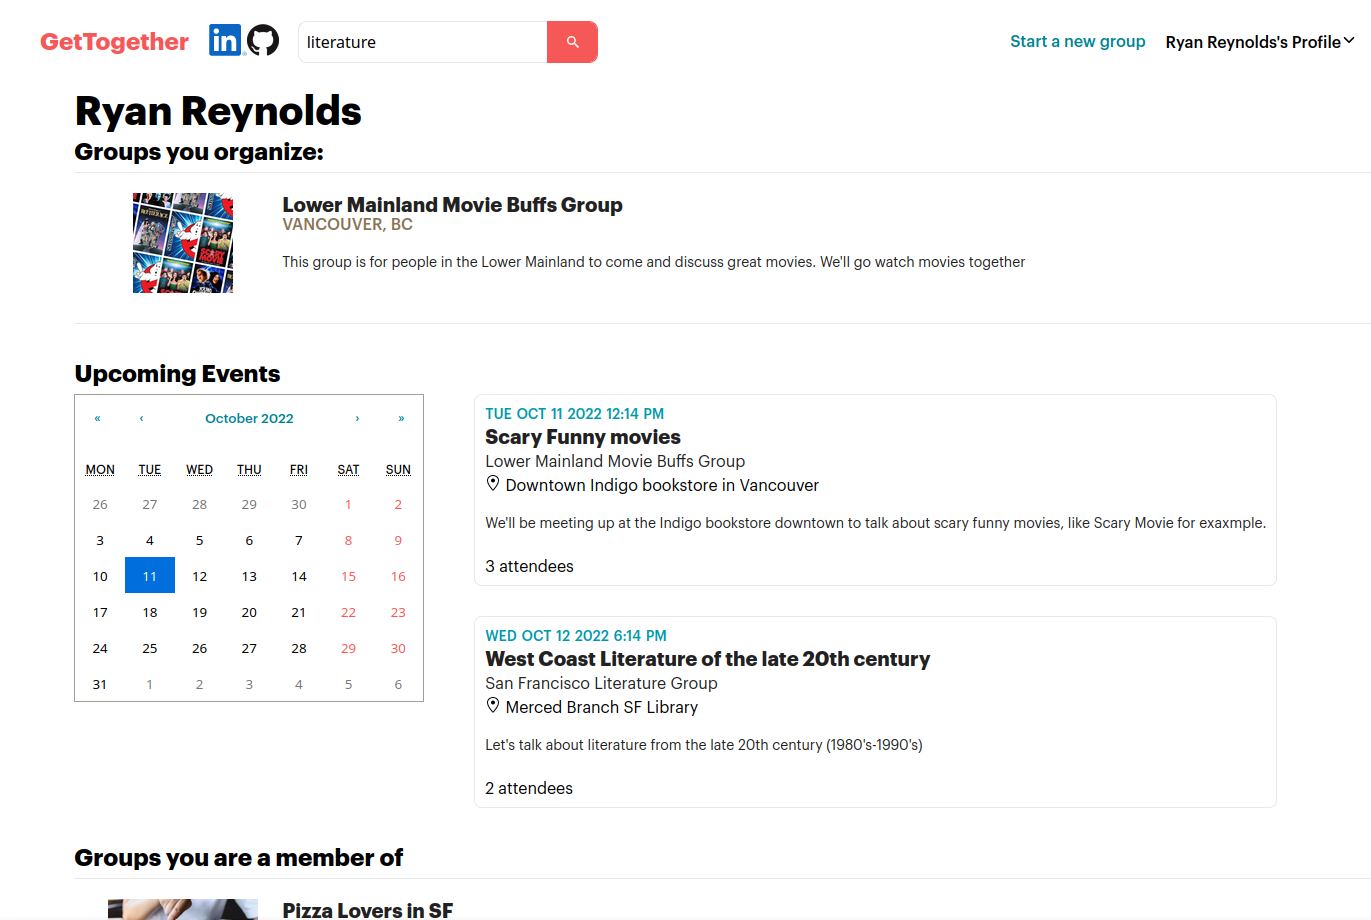 GetTogether
in
literature
Start a new group
Ryan Reynolds's Profile
Ryan Reynolds
Groups you organize:
Lower Mainland Movie Buffs Group
VANCOUVER, BC
This group is for people in the Lower Mainland to come and discuss great movies. We'll go watch movies together
Upcoming Events
« ‹ October 2022 › »
MON TUE WED THU FRI SAT SUN
26 27 28 29 30 1 2
3 4 5 6 7 8 9
10 11 12 13 14 15 16
17 18 19 20 21 22 23
24 25 26 27 28 29 30
31 1 2 3 4 5 6
TUE OCT 11 2022 12:14 PM
Scary Funny movies
Lower Mainland Movie Buffs Group
Downtown Indigo bookstore in Vancouver
We'll be meeting up at the Indigo bookstore downtown to talk about scary funny movies, like Scary Movie for exaxmple.
3 attendees
WED OCT 12 2022 6:14 PM
West Coast Literature of the late 20th century
San Francisco Literature Group
Merced Branch SF Library
Let's talk about literature from the late 20th century (1980's-1990's)
2 attendees
Groups you are a member of
Pizza Lovers in SF